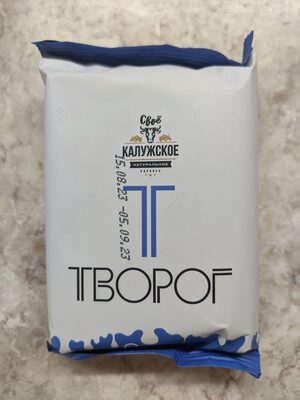 Своё
КАЛУЖСКОЕ
НАТУРАЛЬНОЕ
15.08.23 -05.09.23
Т
ТВОРОГ